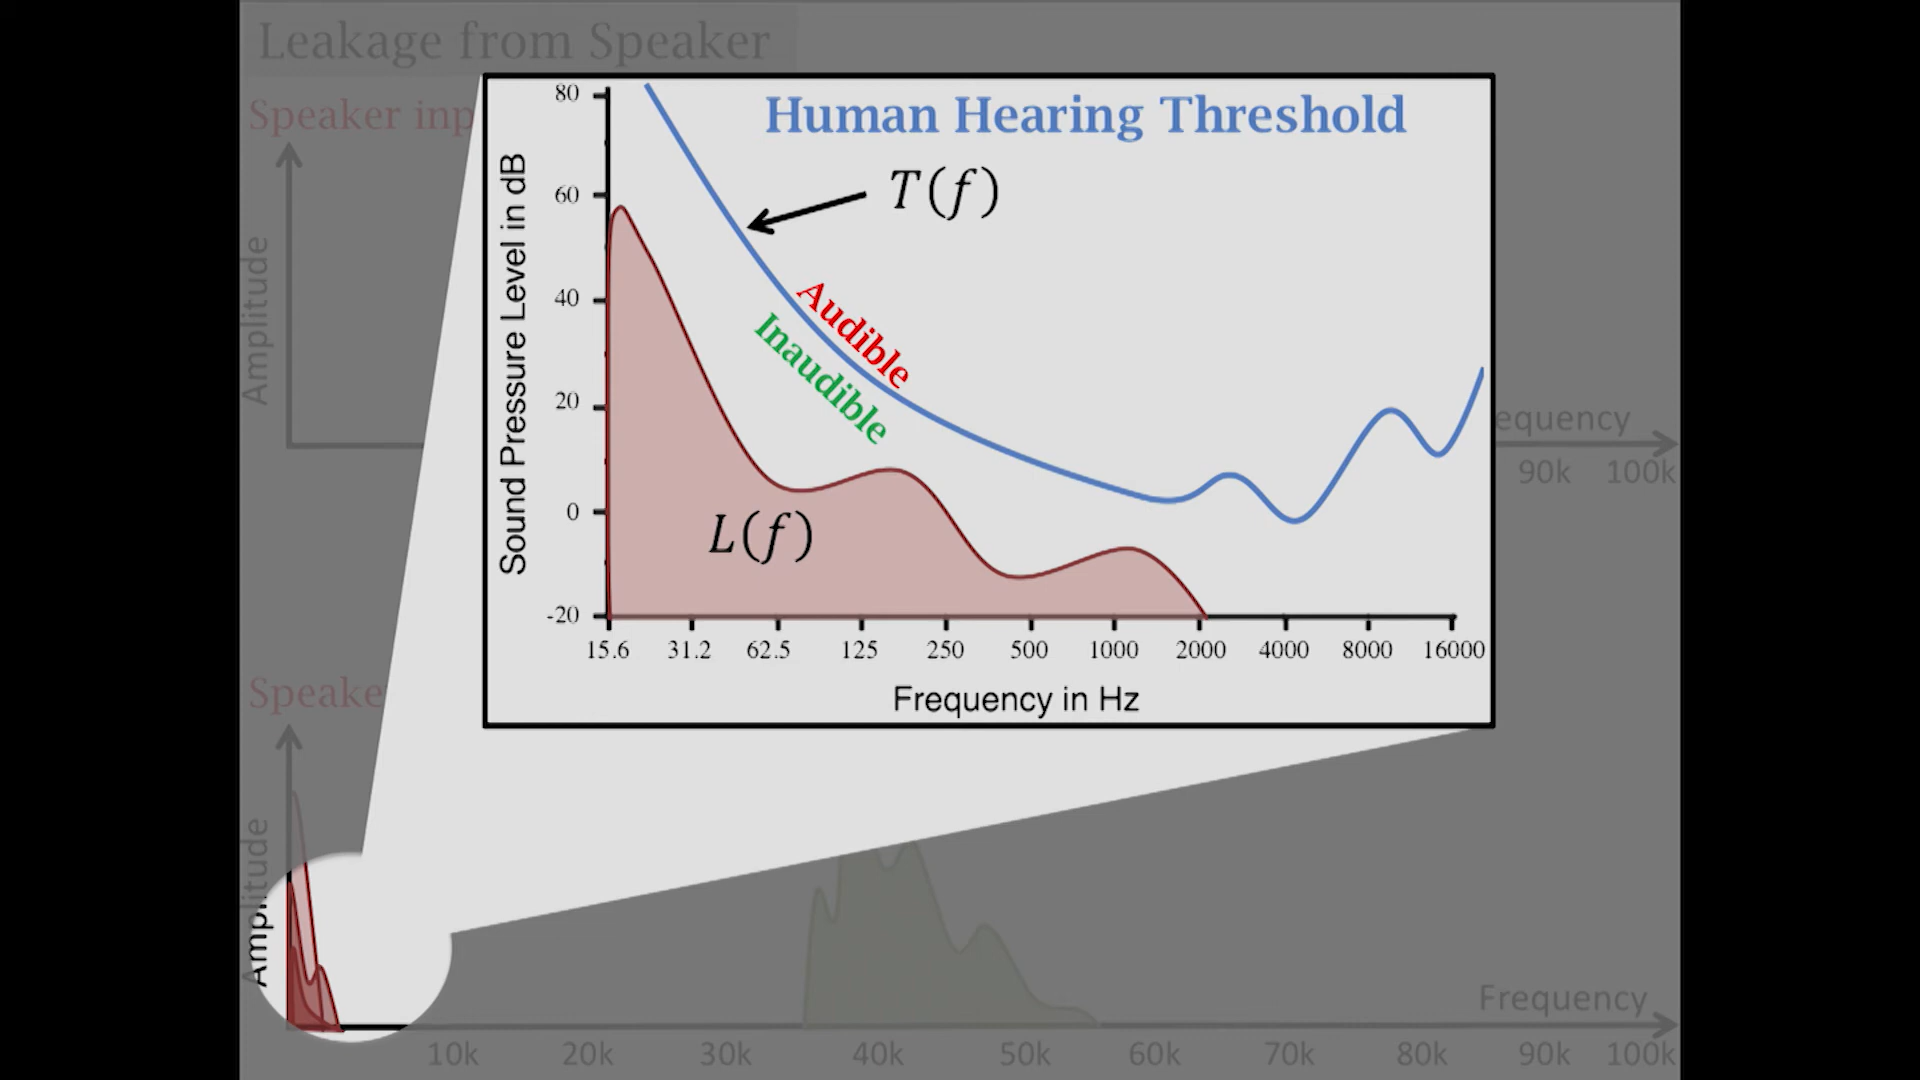 Leakage from Speaker
Speaker inp
Amplitude
equency
90k 100k
Human Hearing Threshold
T(f)
Audible
Inaudible
L(f)
Sound Pressure Level in dB
80
60
40
20
0
-20
15.6 31.2 62.5 125 250 500 1000 2000 4000 8000 16000
Frequency in Hz
Speake
Amplitude
Frequency
10k 20k 30k 40k 50k 60k 70k 80k 90k 100k